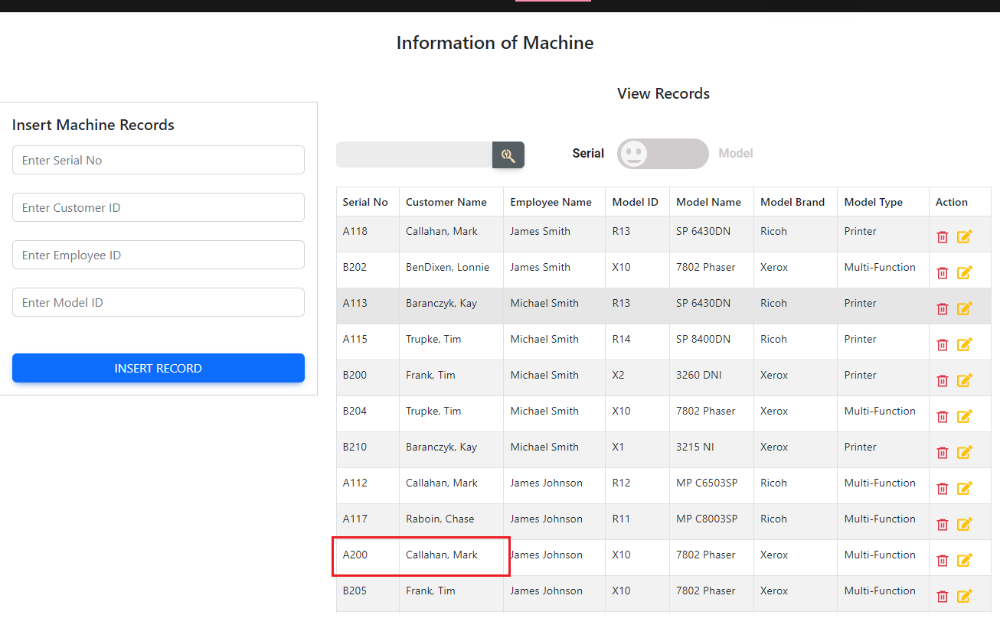 Information of Machine
View Records
Insert Machine Records
Enter Serial No
Enter Customer ID
Enter Employee ID
Enter Model ID
INSERT RECORD
Serial Model
Serial No Customer Name Employee Name Model ID Model Name Model Brand Model Type Action
A118 Callahan, Mark James Smith R13 SP 6430DN Ricoh Printer
B202 BenDixen, Lonnie James Smith X10 7802 Phaser Xerox Multi-Function
A113 Baranczyk, Kay Michael Smith R13 SP 6430DN Ricoh Printer
A115 Trupke, Tim Michael Smith R14 SP 8400DN Ricoh Printer
B200 Frank, Tim Michael Smith X2 3260 DNI Xerox Printer
B204 Trupke, Tim Michael Smith X10 7802 Phaser Xerox Multi-Function
B210 Baranczyk, Kay Michael Smith X1 3215 NI Xerox Printer
A112 Callahan, Mark James Johnson R12 MP C6503SP Ricoh Multi-Function
A117 Raboin, Chase James Johnson R11 MP C8003SP Ricoh Multi-Function
A200 Callahan, Mark James Johnson X10 7802 Phaser Xerox Multi-Function
B205 Frank, Tim James Johnson X10 7802 Phaser Xerox Multi-Function